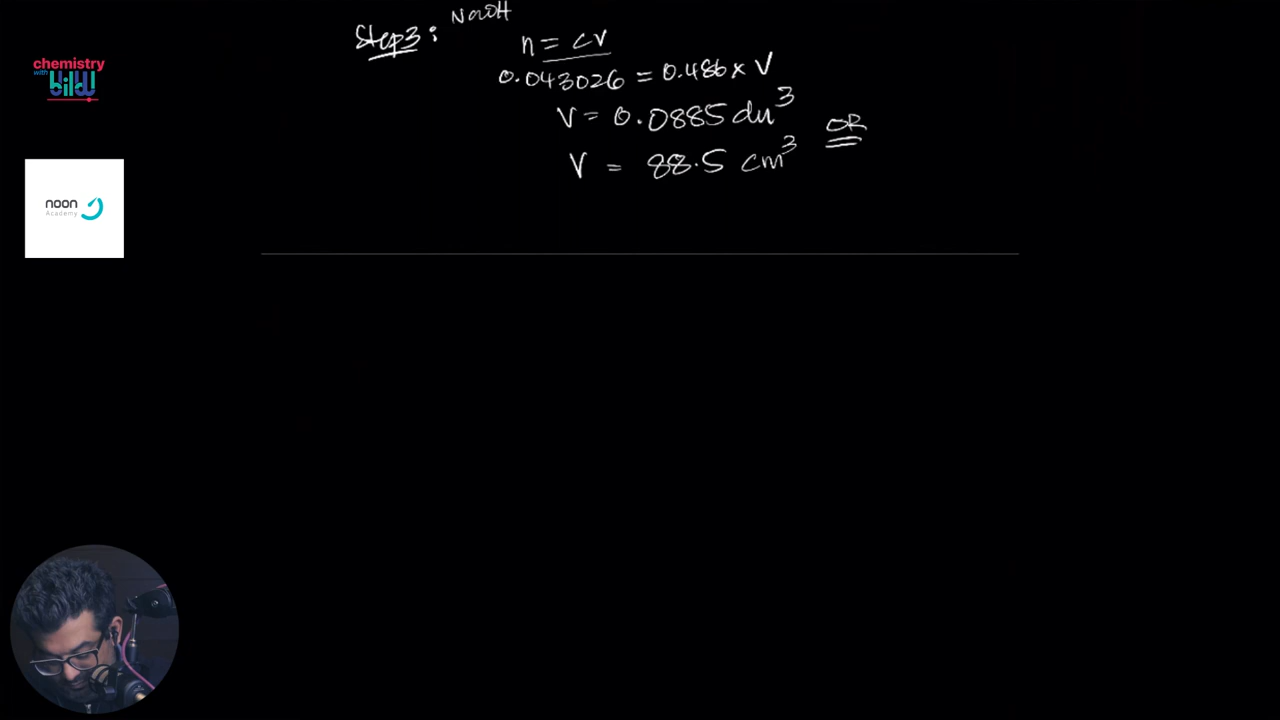 chemistry
with
bilal
noon
Academy
Step3: NaOH
n = cv
0.043026 = 0.486 x V
V = 0.0885 dm³
OR
V = 88.5 cm³